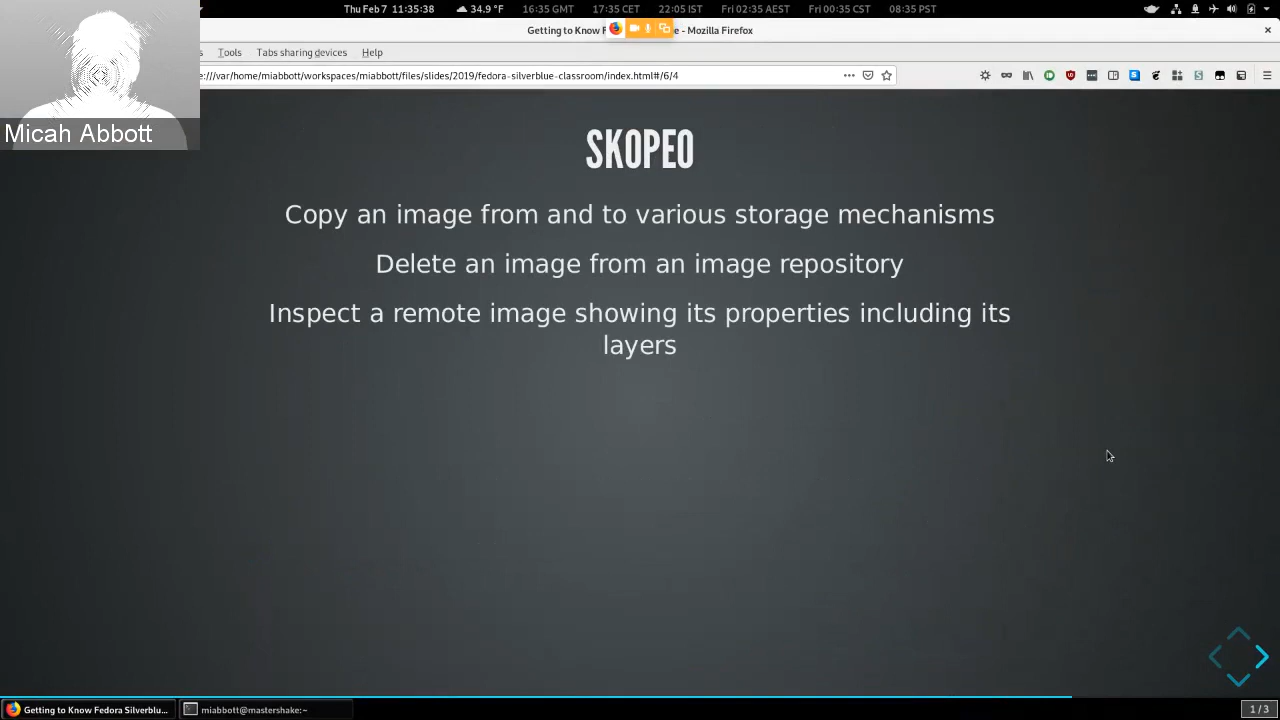 Thu Feb 7 11:35:38 34.9 °F 16:35 GMT 17:35 CET 22:05 IST Fri 02:35 AEST Fri 00:35 CST 08:35 PST
Getting to Know F e - Mozilla Firefox
s Tools Tabs sharing devices Help
e:///var/home/miabbott/workspaces/miabbott/files/slides/2019/fedora-silverblue-classroom/index.html#/6/4
Micah Abbott
SKOPEO
Copy an image from and to various storage mechanisms
Delete an image from an image repository
Inspect a remote image showing its properties including its
layers
Getting to Know Fedora Silverblu... miabbott@mastershake:~ 1 / 3